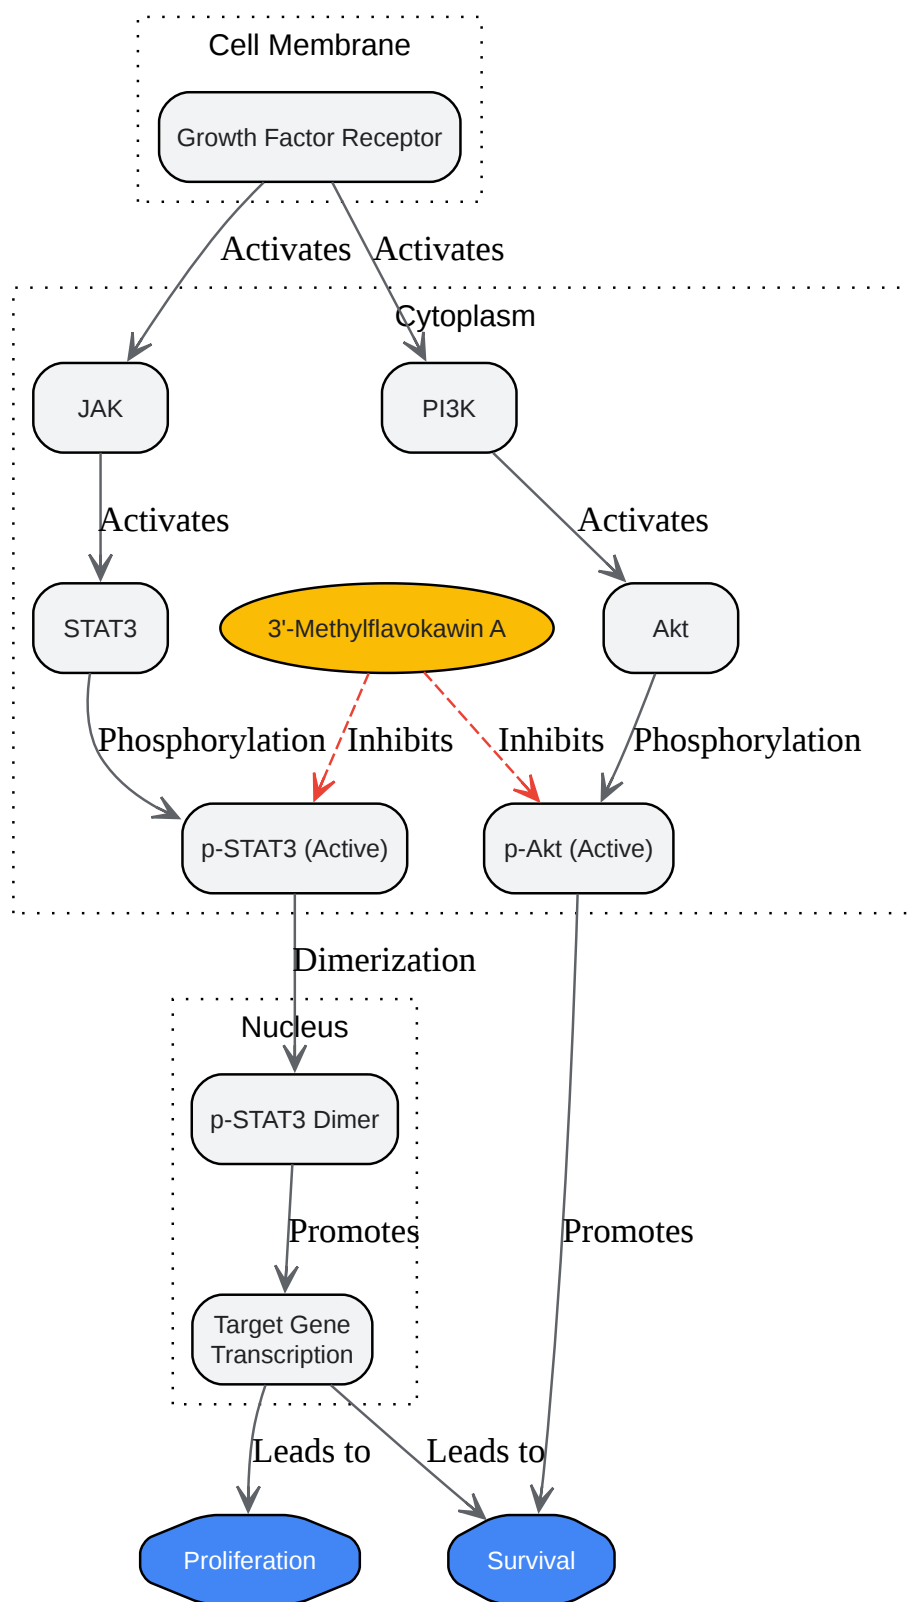 Cell Membrane
Growth Factor Receptor
Activates
Activates
Cytoplasm
JAK
PI3K
Activates
Activates
STAT3
3'-Methylflavokawin A
Akt
Phosphorylation
Inhibits
Inhibits
Phosphorylation
p-STAT3 (Active)
p-Akt (Active)
Dimerization
Nucleus
p-STAT3 Dimer
Promotes
Promotes
Target Gene
Transcription
Leads to
Leads to
Proliferation
Survival